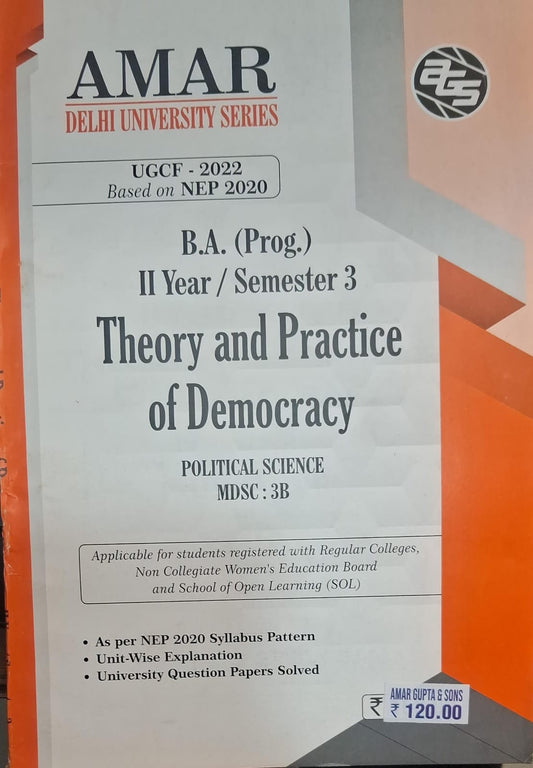 AMAR
DELHI UNIVERSITY SERIES
acs
UGCF - 2022
Based on NEP 2020
B.A. (Prog.)
II Year / Semester 3
Theory and Practice
of Democracy
POLITICAL SCIENCE
MDSC : 3B
Applicable for students registered with Regular Colleges,
Non Collegiate Women's Education Board
and School of Open Learning (SOL)
• As per NEP 2020 Syllabus Pattern
• Unit-Wise Explanation
• University Question Papers Solved
₹
AMAR GUPTA & SONS
₹ 120.00